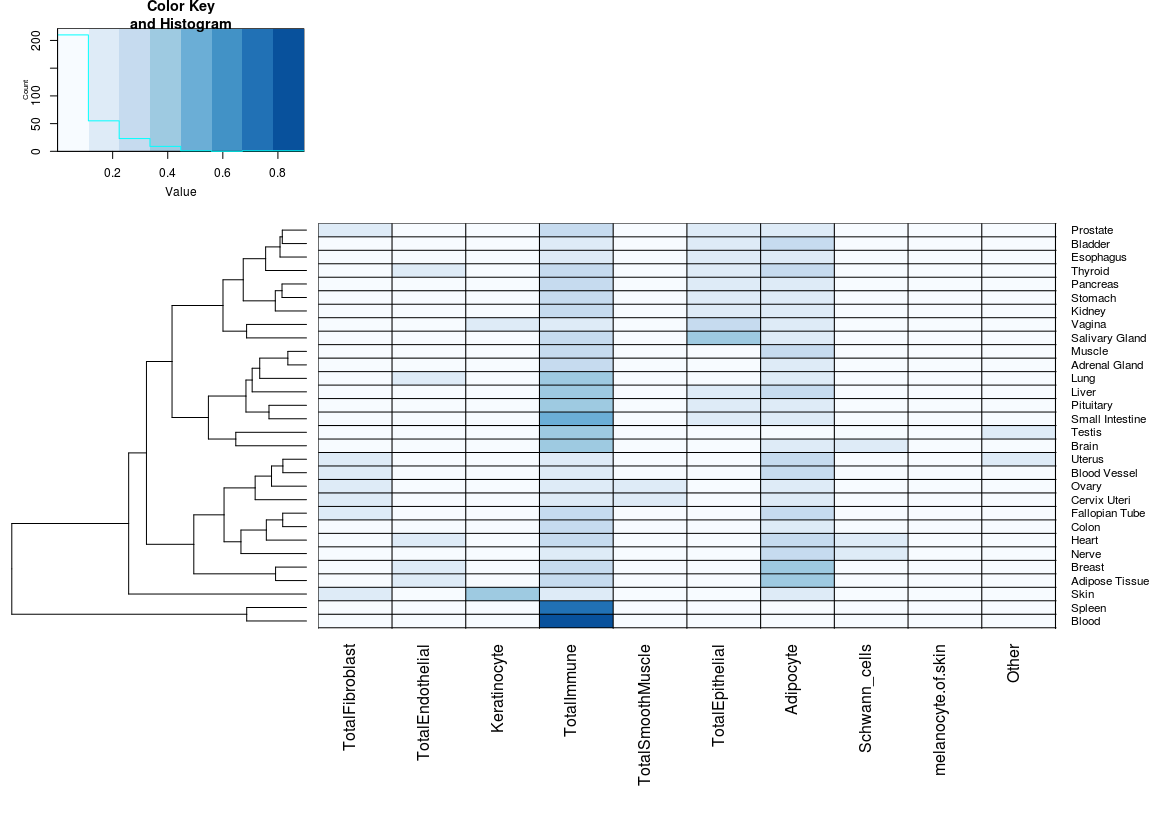 Color Key
and Histogram
Count
0
50
100
200
0.2
0.4
0.6
0.8
Value
Prostate
Bladder
Esophagus
Thyroid
Pancreas
Stomach
Kidney
Vagina
Salivary Gland
Muscle
Adrenal Gland
Lung
Liver
Pituitary
Small Intestine
Testis
Brain
Uterus
Blood Vessel
Ovary
Cervix Uteri
Fallopian Tube
Colon
Heart
Nerve
Breast
Adipose Tissue
Skin
Spleen
Blood
TotalFibroblast
TotalEndothelial
Keratinocyte
TotalImmune
TotalSmoothMuscle
TotalEpithelial
Adipocyte
Schwann_cells
melanocyte.of.skin
Other